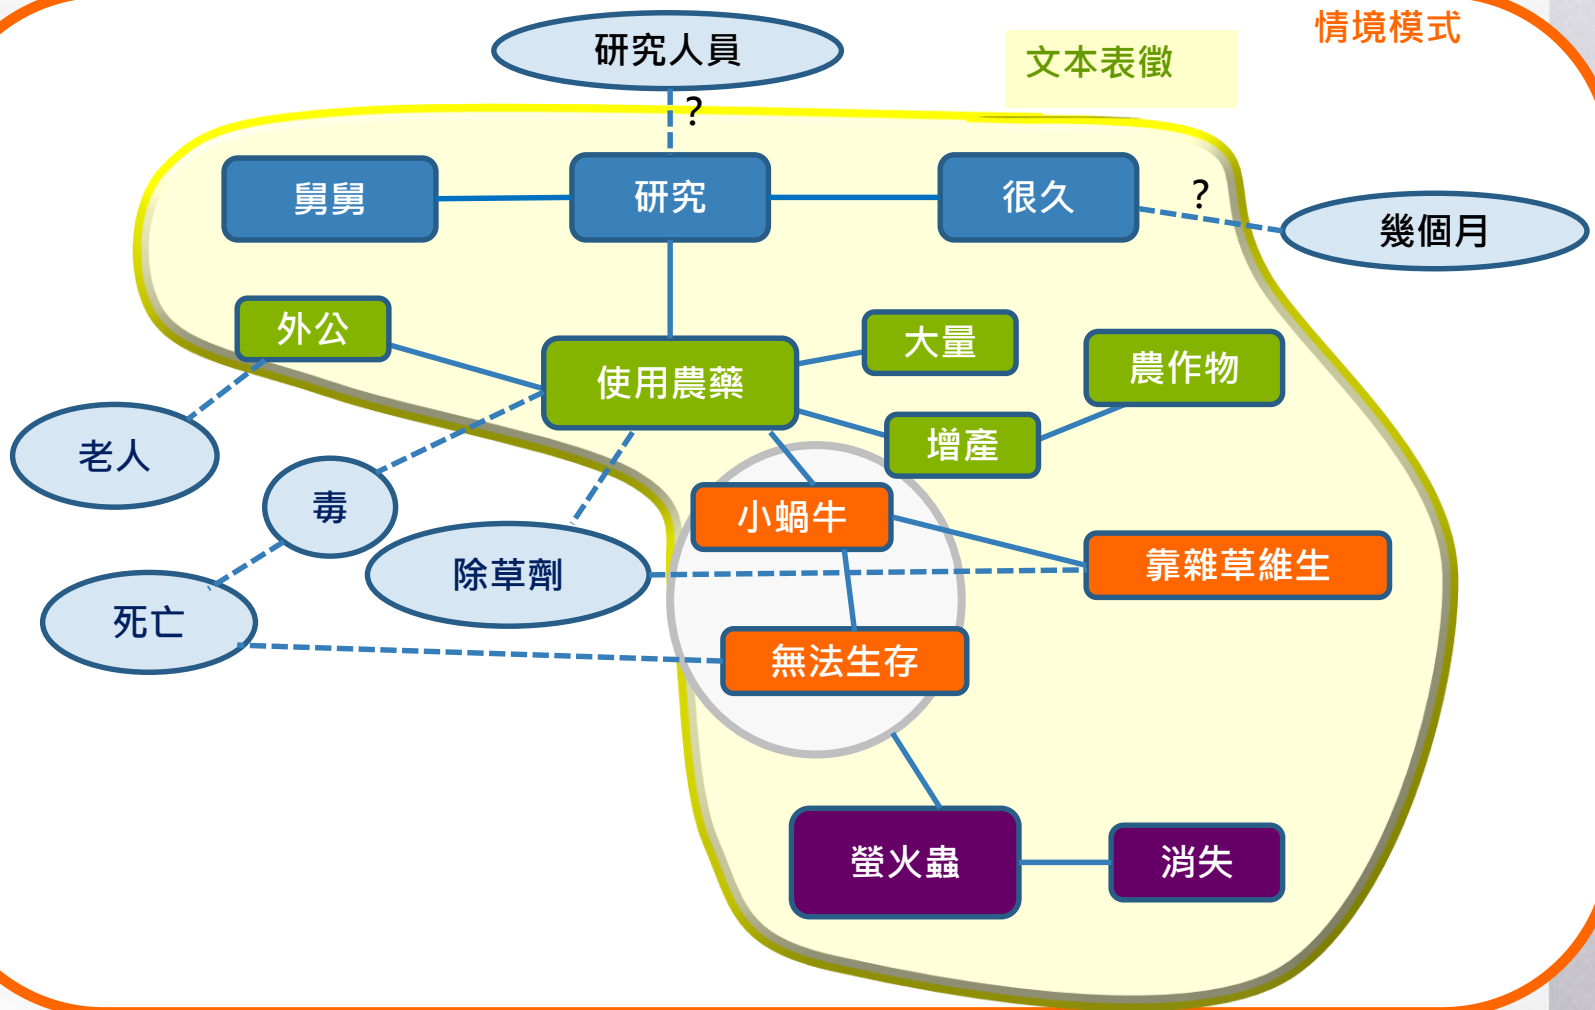 情境模式
研究人員
文本表徵
?
舅舅
研究
很久
?
幾個月
外公
使用農藥
大量
農作物
增產
老人
毒
小蝸牛
除草劑
靠雜草維生
死亡
無法生存
螢火蟲
消失